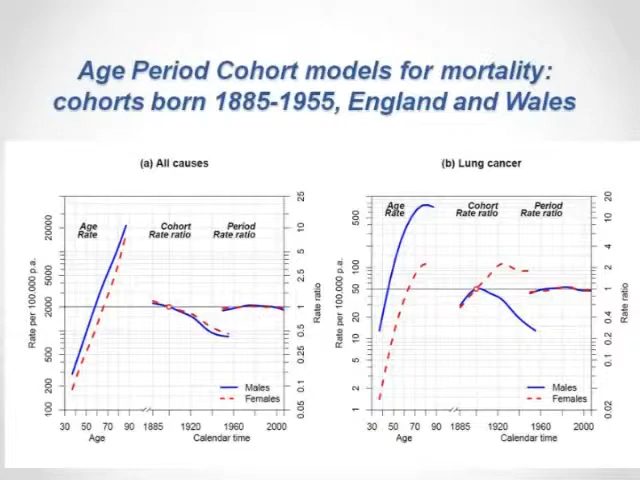 Age Period Cohort models for mortality:
cohorts born 1885-1955, England and Wales
(a) All causes
Age
Rate
Cohort
Rate ratio
Period
Rate ratio
Rate per 100,000 p.a.
20000
5000
2000
500
200
100
25
10
5
2.5
1
0.5
0.25
0.1
0.05
Rate ratio
Males
Females
30 50 70 90 1885 1920 1960 2000
Age Calendar time
(b) Lung cancer
Age
Rate
Cohort
Rate ratio
Period
Rate ratio
Rate per 100,000 p.a.
500
100
50
20
10
5
2
1
20
10
4
2
1
0.4
0.2
0.1
0.02
Rate ratio
Males
Females
30 50 70 90 1885 1920 1960 2000
Age Calendar time